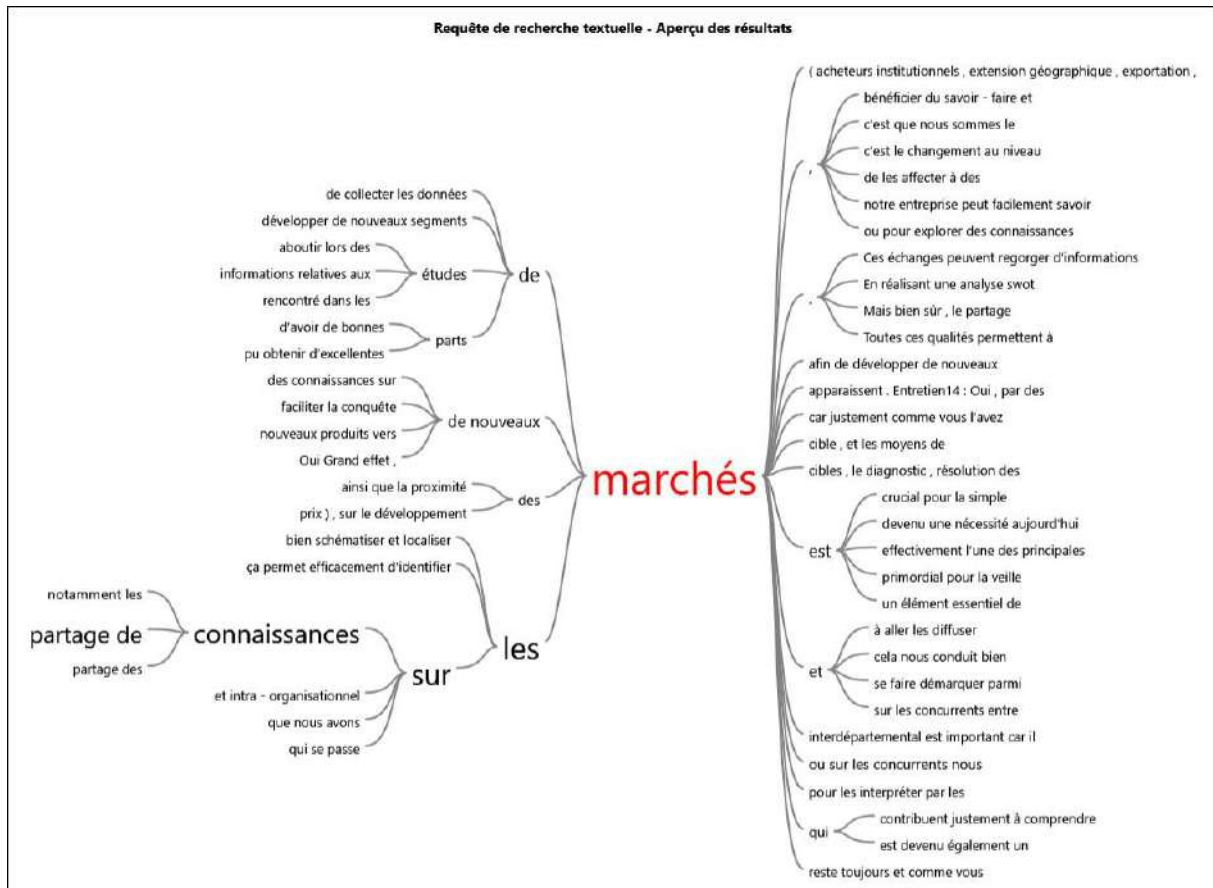 Requête de recherche textuelle - Aperçu des résultats
de collecter les données
développer de nouveaux segments
aboutir lors des
informations relatives aux
rencontré dans les
études
d'avoir de bonnes
pu obtenir d'excellentes
parts
de
des connaissances sur
faciliter la conquête
nouveaux produits vers
Oui Grand effet ,
de nouveaux
ainsi que la proximité
prix ) , sur le développement
des
bien schématiser et localiser
ça permet efficacement d'identifier
notamment les
partage de
partage des
connaissances
et intra - organisationnel
que nous avons
qui se passe
sur
les
marchés
( acheteurs institutionnels , extension géographique , exportation ,
,
bénéficier du savoir - faire et
c'est que nous sommes le
c'est le changement au niveau
de les affecter à des
notre entreprise peut facilement savoir
ou pour explorer des connaissances
.
Ces échanges peuvent regorger d'informations
En réalisant une analyse swot
Mais bien sûr , le partage
Toutes ces qualités permettent à
afin de développer de nouveaux
apparaissent . Entretien14 : Oui , par des
car justement comme vous l'avez
cible , et les moyens de
cibles , le diagnostic , résolution des
est
crucial pour la simple
devenu une nécessité aujourd'hui
effectivement l'une des principales
primordial pour la veille
un élément essentiel de
et
à aller les diffuser
cela nous conduit bien
se faire démarquer parmi
sur les concurrents entre
interdépartemental est important car il
ou sur les concurrents nous
pour les interpréter par les
qui
contribuent justement à comprendre
est devenu également un
reste toujours et comme vous